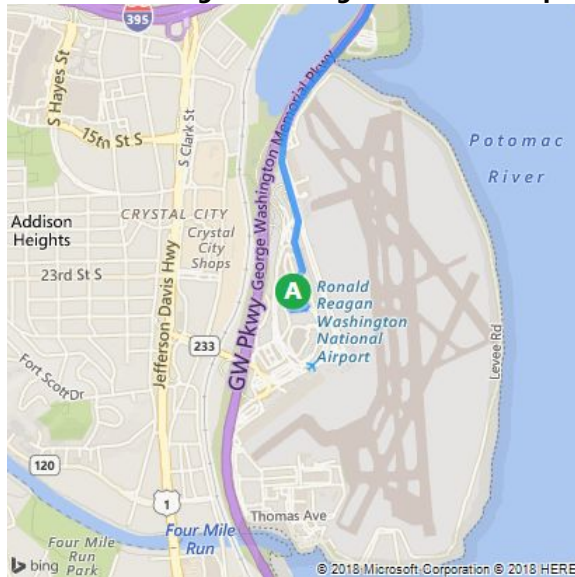 395
S Hayes St
15th St S
S Clark St
George Washington Memorial Pkwy
Potomac
River
Addison
Heights
CRYSTAL CITY
Crystal
City
Shops
23rd St S
A
Ronald
Reagan
Washington
National
Airport
Jefferson Davis Hwy
233
GW Pkwy
Levee Rd
Fort Scott Dr
120
1
Thomas Ave
Four Mile
Run
Four Mile
Run
Park
bing
© 2018 Microsoft Corporation © 2018 HERE